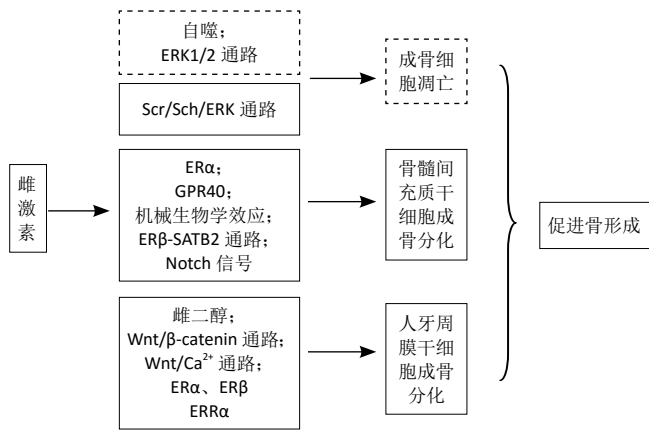 自噬；
ERK1/2 通路
Scr/Sch/ERK 通路
成骨细
胞凋亡
雌
激
素
ERα；
GPR40；
机械生物学效应；
ERβ-SATB2 通路；
Notch 信号
骨髓间
充质干
细胞成
骨分化
雌二醇；
Wnt/β-catenin 通路；
Wnt/Ca²⁺ 通路；
ERα、ERβ
ERRα
人牙周
膜干细
胞成骨
分化
促进骨形成